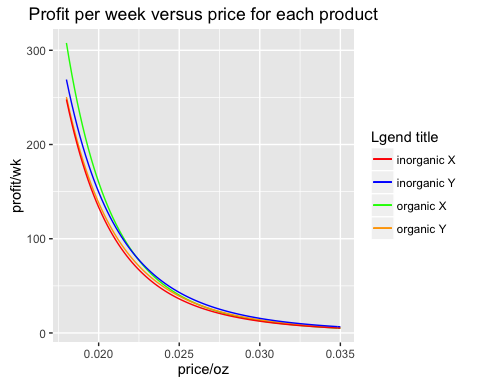 Profit per week versus price for each product
profit/wk
300
200
100
0
0.020 0.025 0.030 0.035
price/oz
Lgend title
inorganic X
inorganic Y
organic X
organic Y